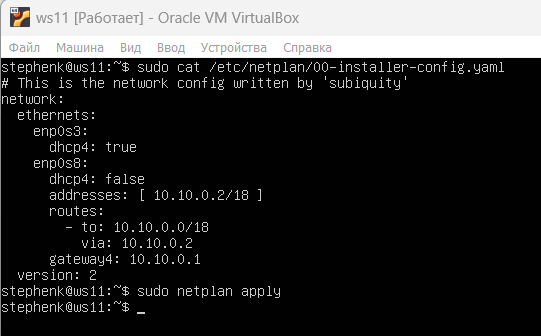 ws11 [Работает] - Oracle VM VirtualBox
Файл Машина Вид Ввод Устройства Справка
stephenk@ws11:~$ sudo cat /etc/netplan/00-installer-config.yaml
# This is the network config written by 'subiquity'
network:
  ethernets:
    enp0s3:
      dhcp4: true
    enp0s8:
      dhcp4: false
      addresses: [ 10.10.0.2/18 ]
      routes:
        - to: 10.10.0.0/18
          via: 10.10.0.2
      gateway4: 10.10.0.1
  version: 2
stephenk@ws11:~$ sudo netplan apply
stephenk@ws11:~$ _